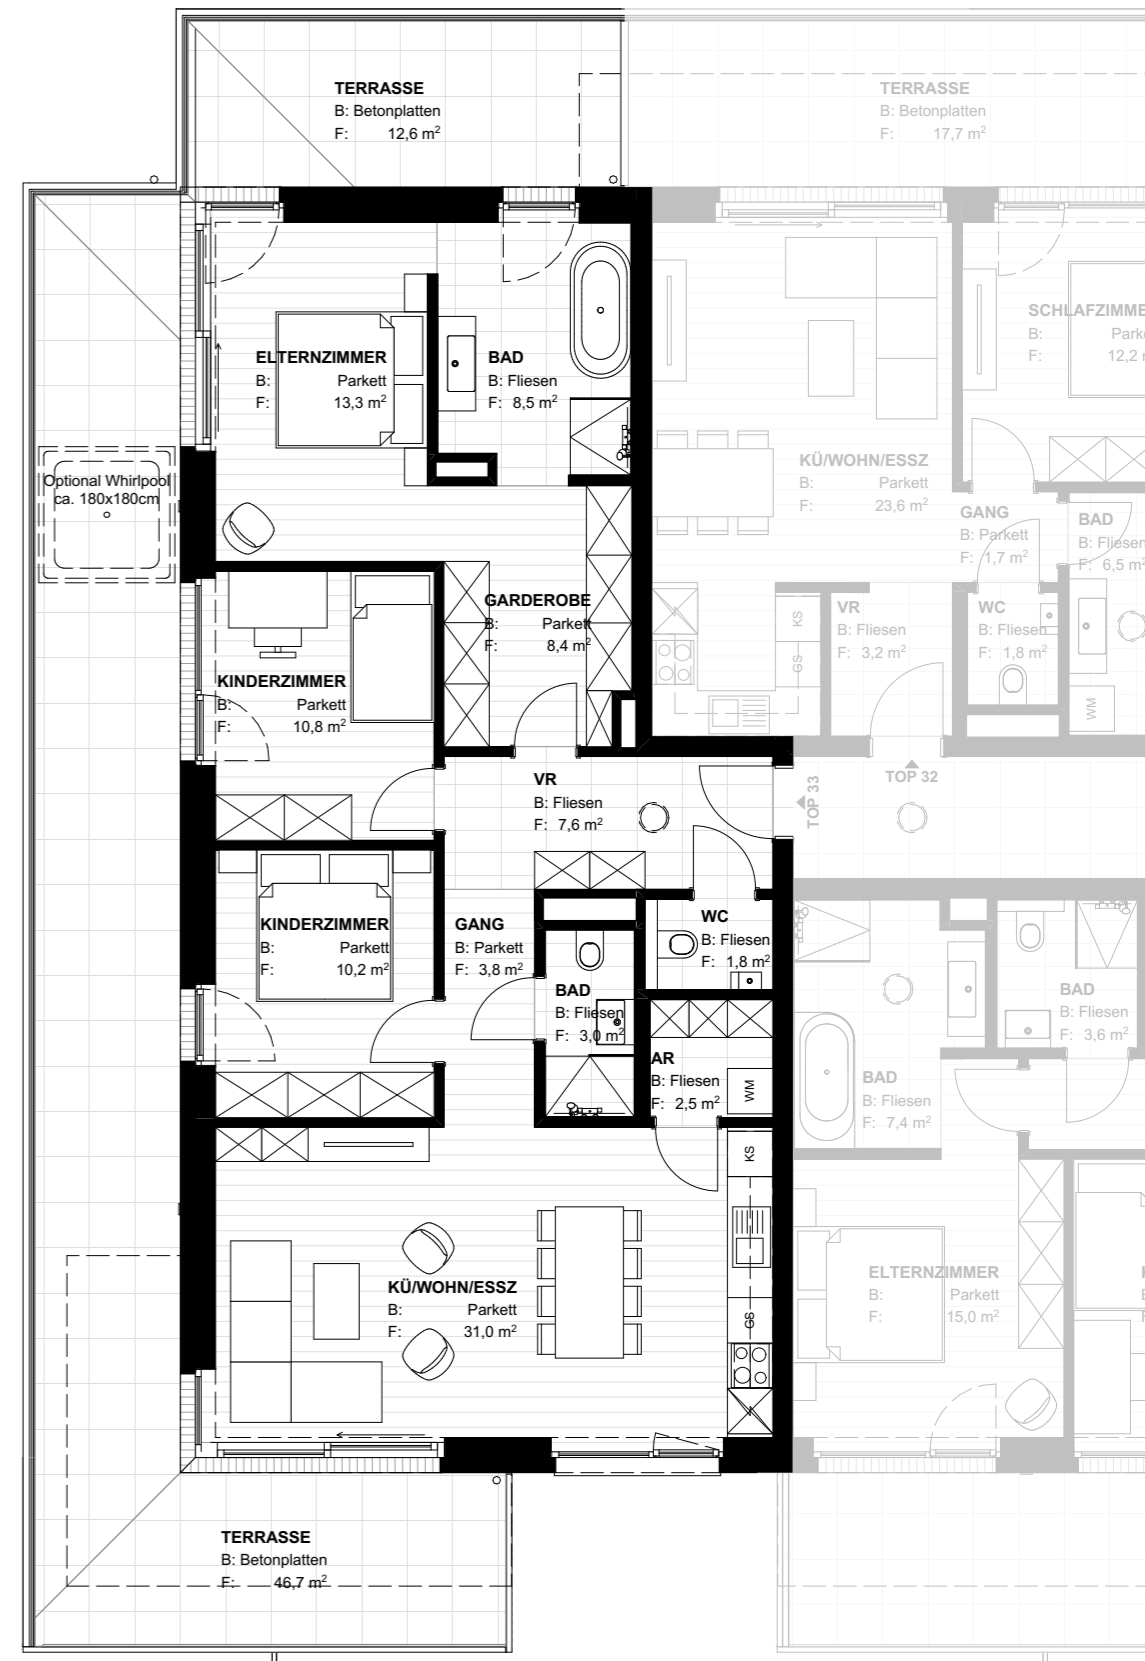 TERRASSE
B: Betonplatten
F: 12,6 m²
TERRASSE
B: Betonplatten
F: 17,7 m²
ELTERNZIMMER
B: Parkett
F: 13,3 m²
BAD
B: Fliesen
F: 8,5 m²
SCHLAFZIMME
B: Park
F: 12,2
Optional Whirlpool
ca. 180x180cm
KÜ/WOHN/ESSZ
B: Parkett
F: 23,6 m²
GANG
B: Parkett
F: 1,7 m²
BAD
B: Fliesen
F: 6,5 m²
GARDEROBE
B: Parkett
F: 8,4 m²
KS
GS
VR
B: Fliesen
F: 3,2 m²
WC
B: Fliesen
F: 1,8 m²
WM
KINDERZIMMER
B: Parkett
F: 10,8 m²
VR
B: Fliesen
F: 7,6 m²
TOP 33
TOP 32
KINDERZIMMER
B: Parkett
F: 10,2 m²
GANG
B: Parkett
F: 3,8 m²
WC
B: Fliesen
F: 1,8 m²
BAD
B: Fliesen
F: 3,0 m²
BAD
B: Fliesen
F: 3,6 m²
AR
B: Fliesen
F: 2,5 m²
WM
BAD
B: Fliesen
F: 7,4 m²
KS
GS
KÜ/WOHN/ESSZ
B: Parkett
F: 31,0 m²
ELTERNZIMMER
B: Parkett
F: 15,0 m²
TERRASSE
B: Betonplatten
F: 46,7 m²